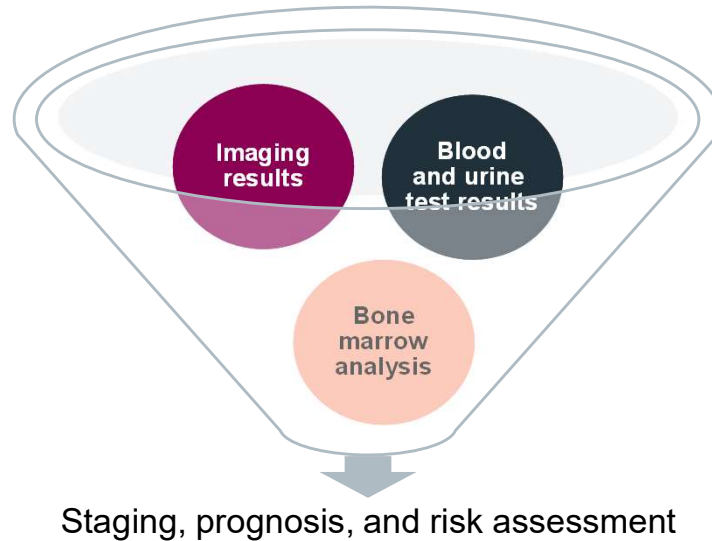 Imaging
results
Blood
and urine
test results
Bone
marrow
analysis
Staging, prognosis, and risk assessment